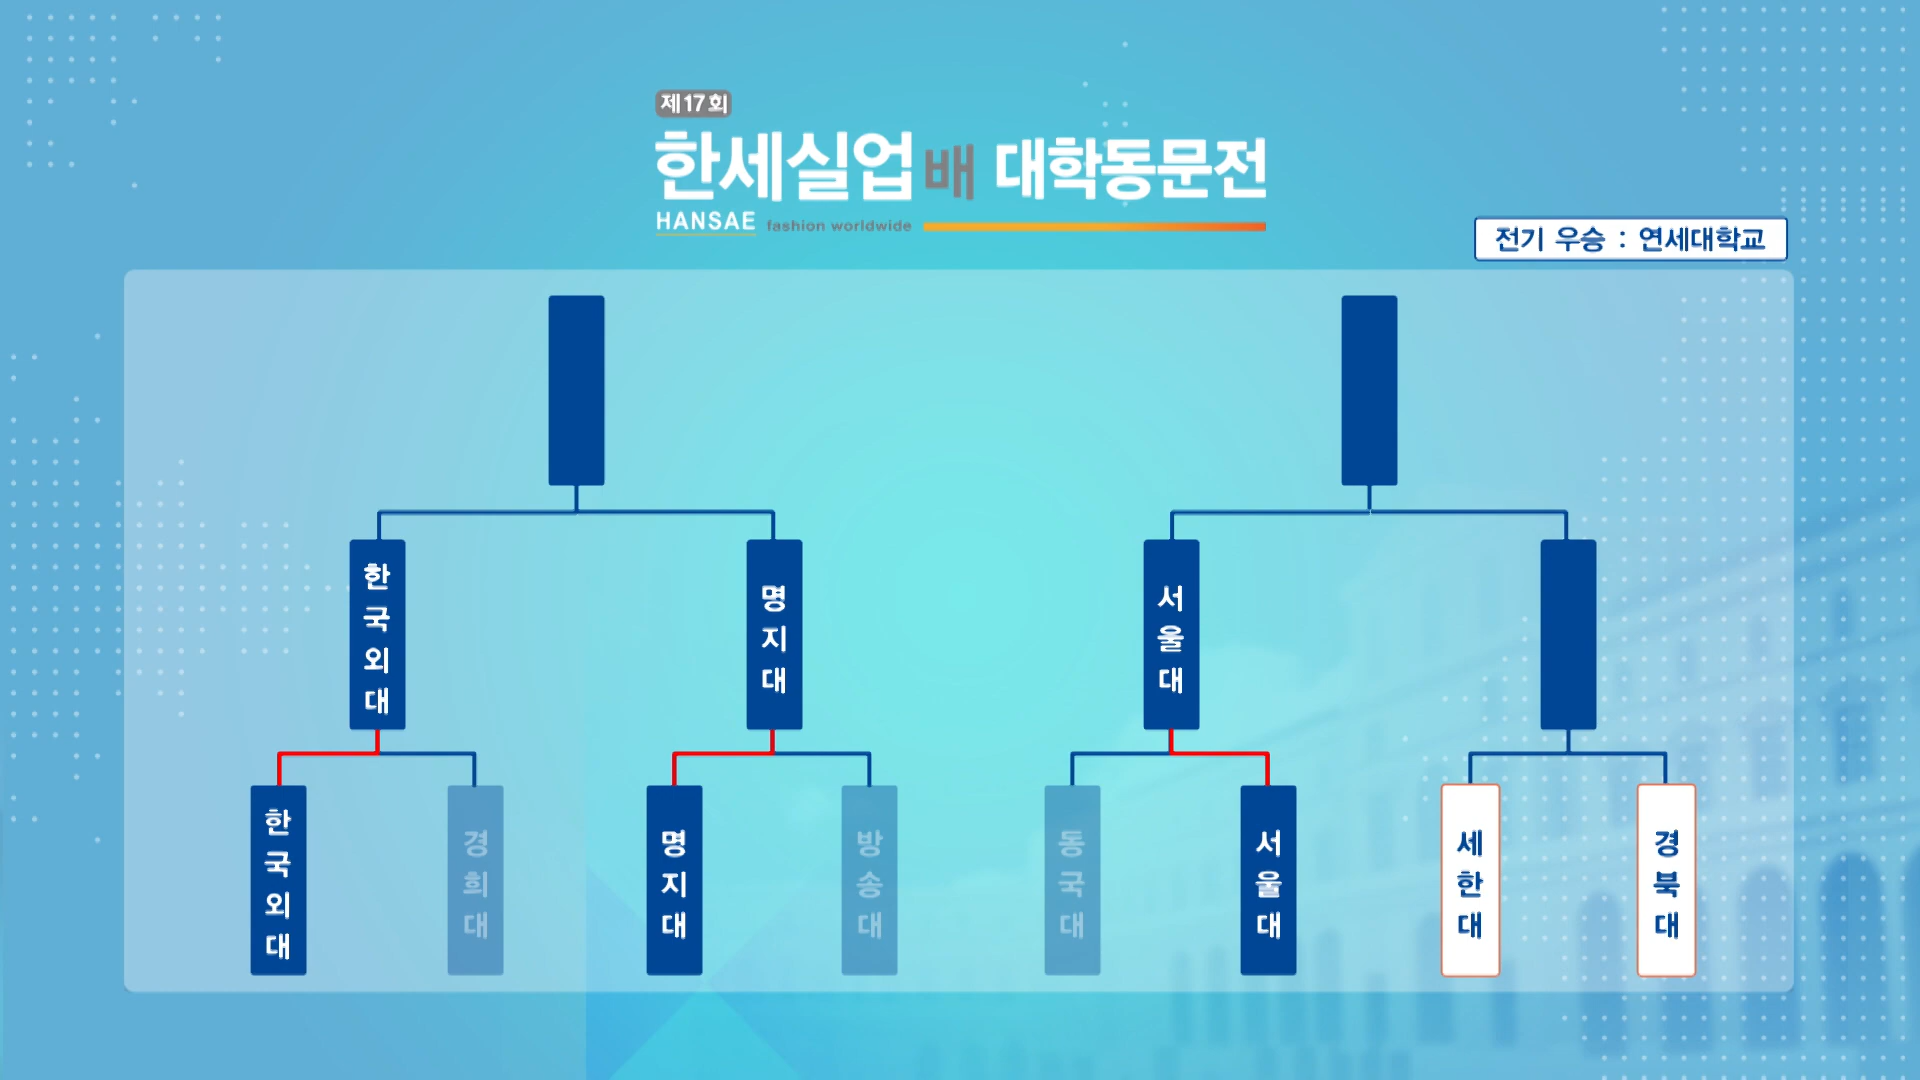 제17회
한세실업배 대학동문전
HANSAE fashion worldwide
전기 우승 : 연세대학교
한국외대
명지대
서울대
한국외대
경희대
명지대
방송대
동국대
서울대
세한대
경북대